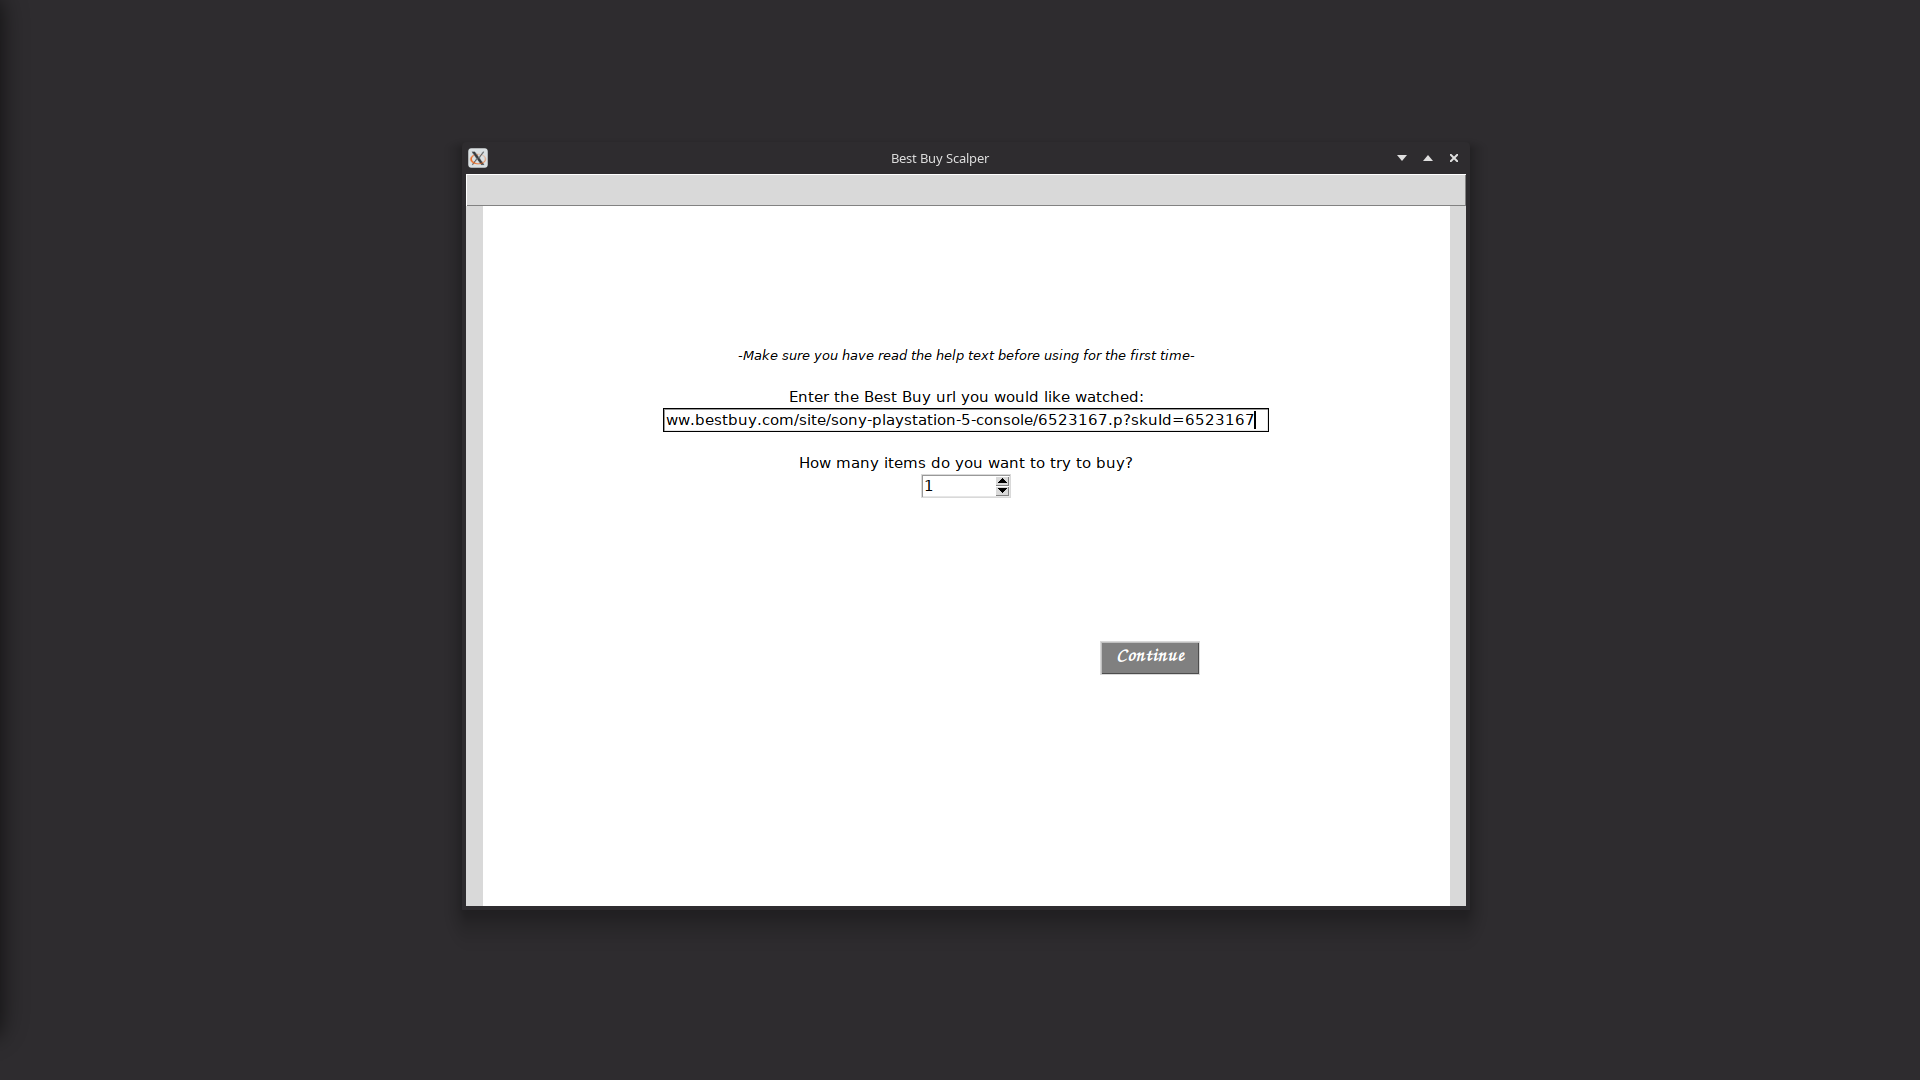 Best Buy Scalper
-Make sure you have read the help text before using for the first time-
Enter the Best Buy url you would like watched:
ww.bestbuy.com/site/sony-playstation-5-console/6523167.p?skuId=6523167
How many items do you want to try to buy?
1
Continue